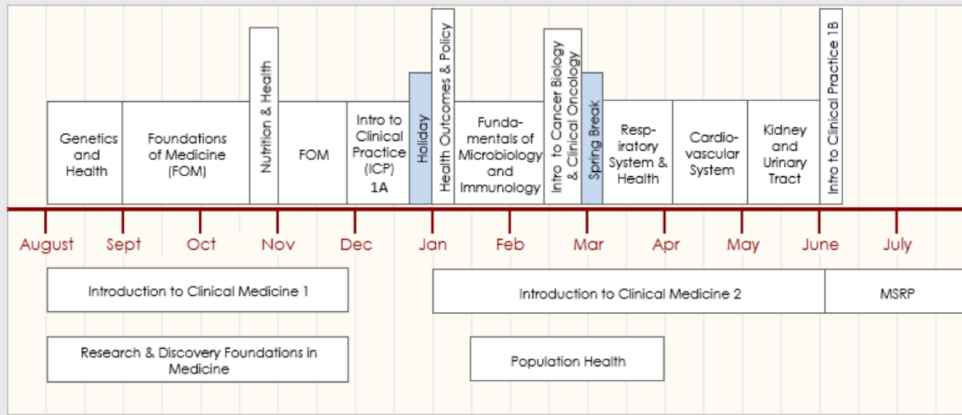 Genetics
and
Health
Foundations
of Medicine
(FOM)
Nutrition & Health
FOM
Intro to
Clinical
Practice
(ICP)
1A
Holiday
Health Outcomes & Policy
Funda-
mentals of
Microbiology
and
Immunology
Intro to Cancer Biology
& Clinical Oncology
Spring Break
Resp-
iratory
System &
Health
Cardio-
vascular
System
Kidney
and
Urinary
Tract
Intro to Clinical Practice 1B
August Sept Oct Nov Dec Jan Feb Mar Apr May June July
Introduction to Clinical Medicine 1
Introduction to Clinical Medicine 2
MSRP
Research & Discovery Foundations in
Medicine
Population Health